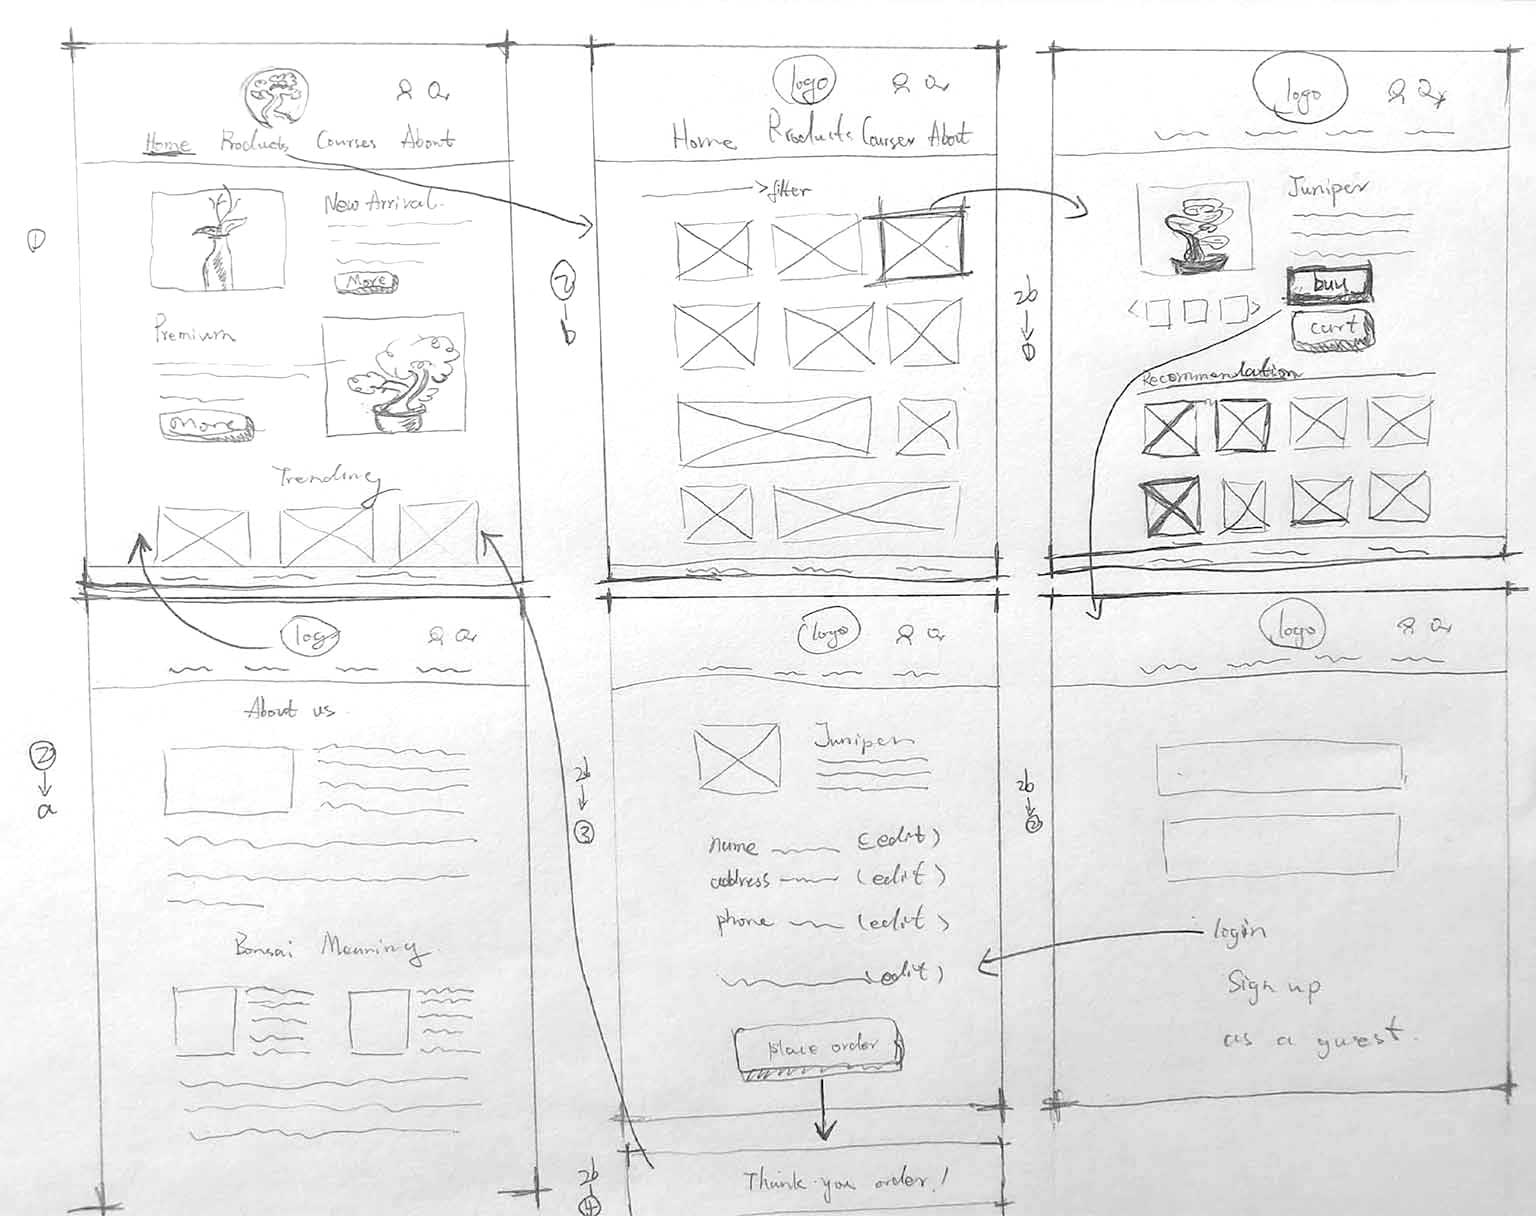 1
Home Products Courses About
New Arrival.
More
Premium
More
Trending
2
b
logo
Home Products Courses About
filter
2b
1
logo
Juniper
buy
cart
Recommendation
2
a
logo
About us
Bonsai Meaning
2b
3
logo
Juniper
name (edit)
address (edit)
phone (edit)
(edit)
place order
2b
4
Thank you order!
2b
2
logo
login
Sign up
as a guest.